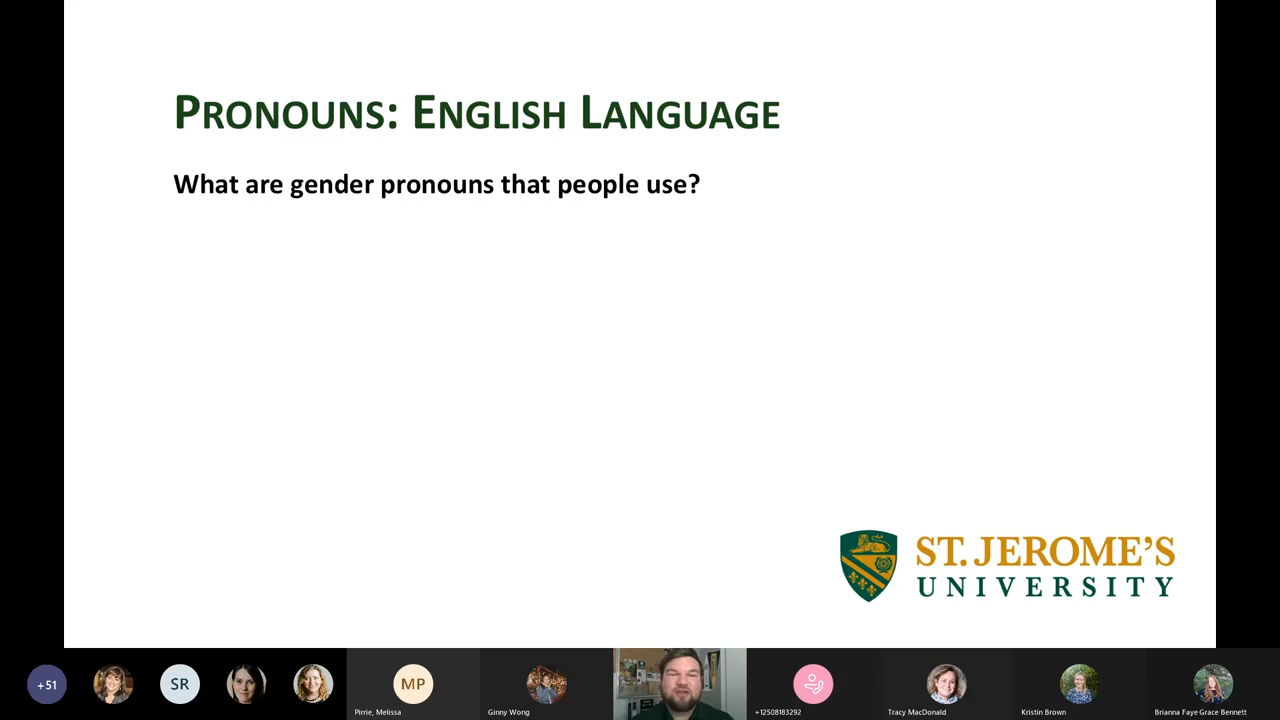 PRONOUNS: ENGLISH LANGUAGE
What are gender pronouns that people use?
ST. JEROME'S
UNIVERSITY
+51
SR
MP
Pirrie, Melissa
Ginny Wong
+12508183292
Tracy MacDonald
Kristin Brown
Brianna Faye Grace Bennett